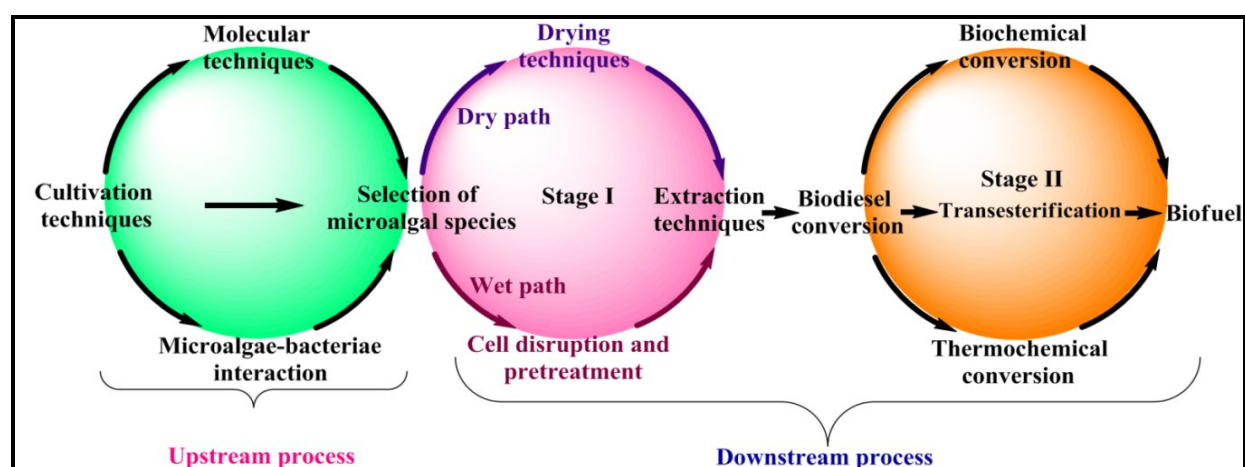 Molecular
techniques
Drying
techniques
Biochemical
conversion
Dry path
Cultivation
techniques
Selection of
microalgal species
Stage I
Extraction
techniques
Biodiesel
conversion
Stage II
Transesterification
Biofuel
Wet path
Microalgae-bacteriae
interaction
Cell disruption and
pretreatment
Thermochemical
conversion
Upstream process
Downstream process